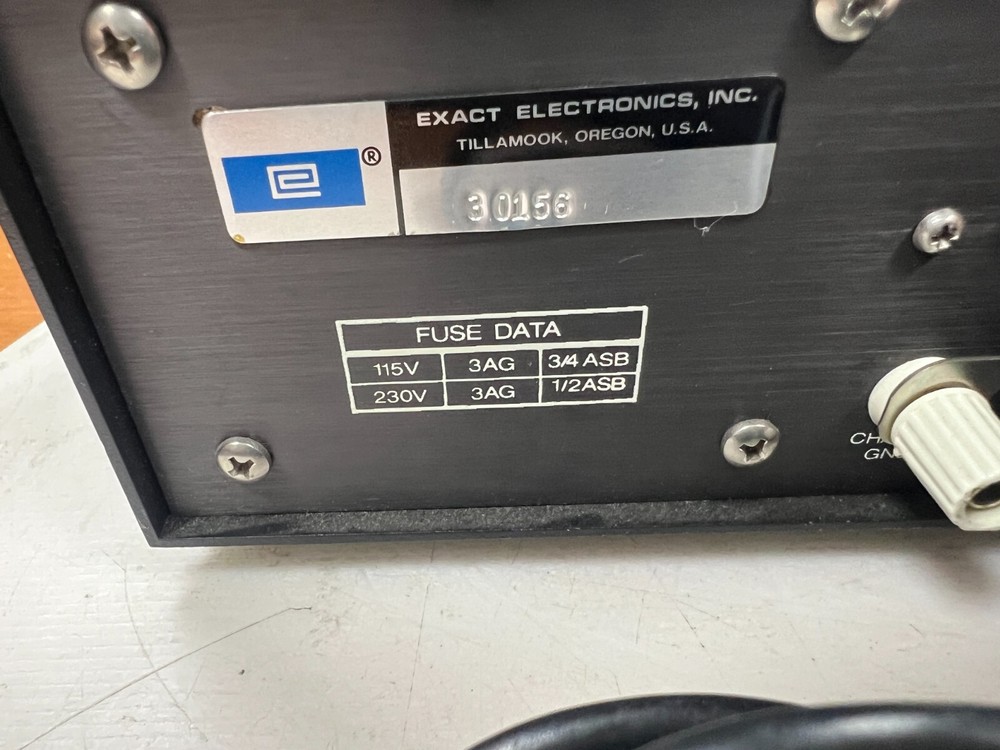 EXACT ELECTRONICS, INC.
TILLAMOOK, OREGON, U.S.A.
®
30156
FUSE DATA
115V 3AG 3/4 ASB
230V 3AG 1/2ASB